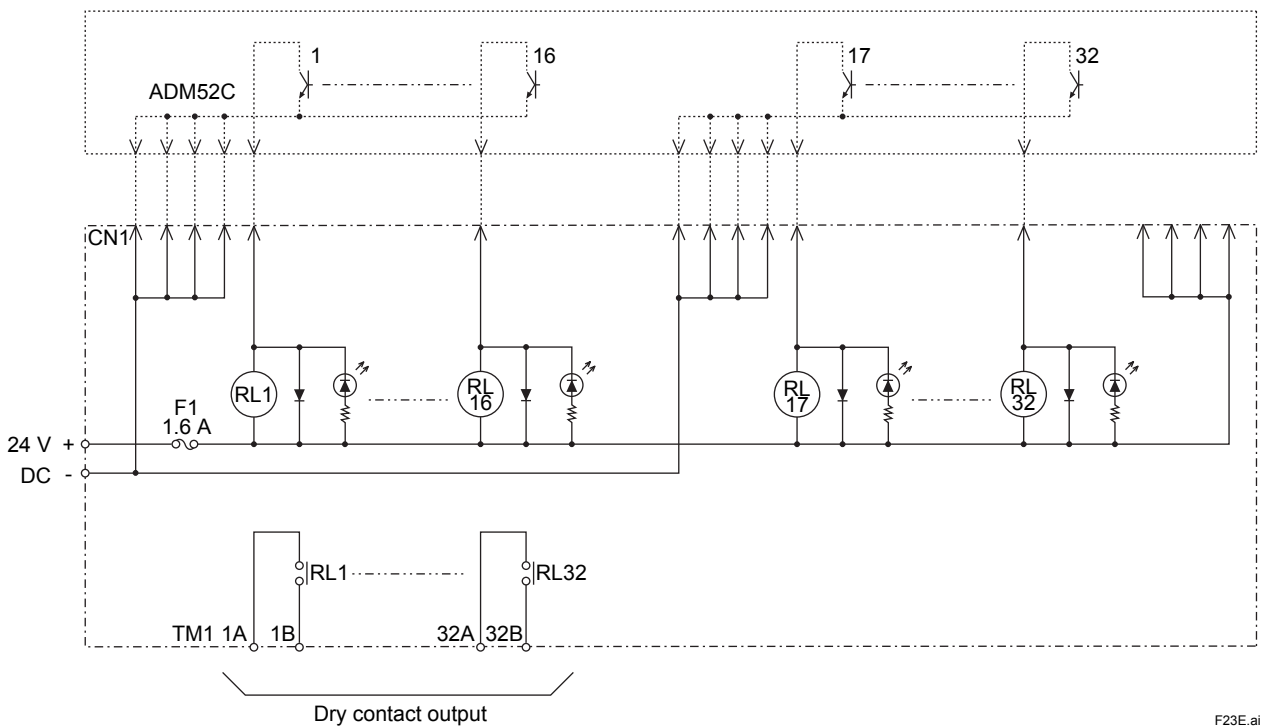 1
16
17
32
ADM52C
CN1
RL1
RL
16
RL
17
RL
32
F1
1.6 A
24 V +
DC -
RL1
RL32
TM1 1A 1B 32A 32B
Dry contact output
F23E.ai